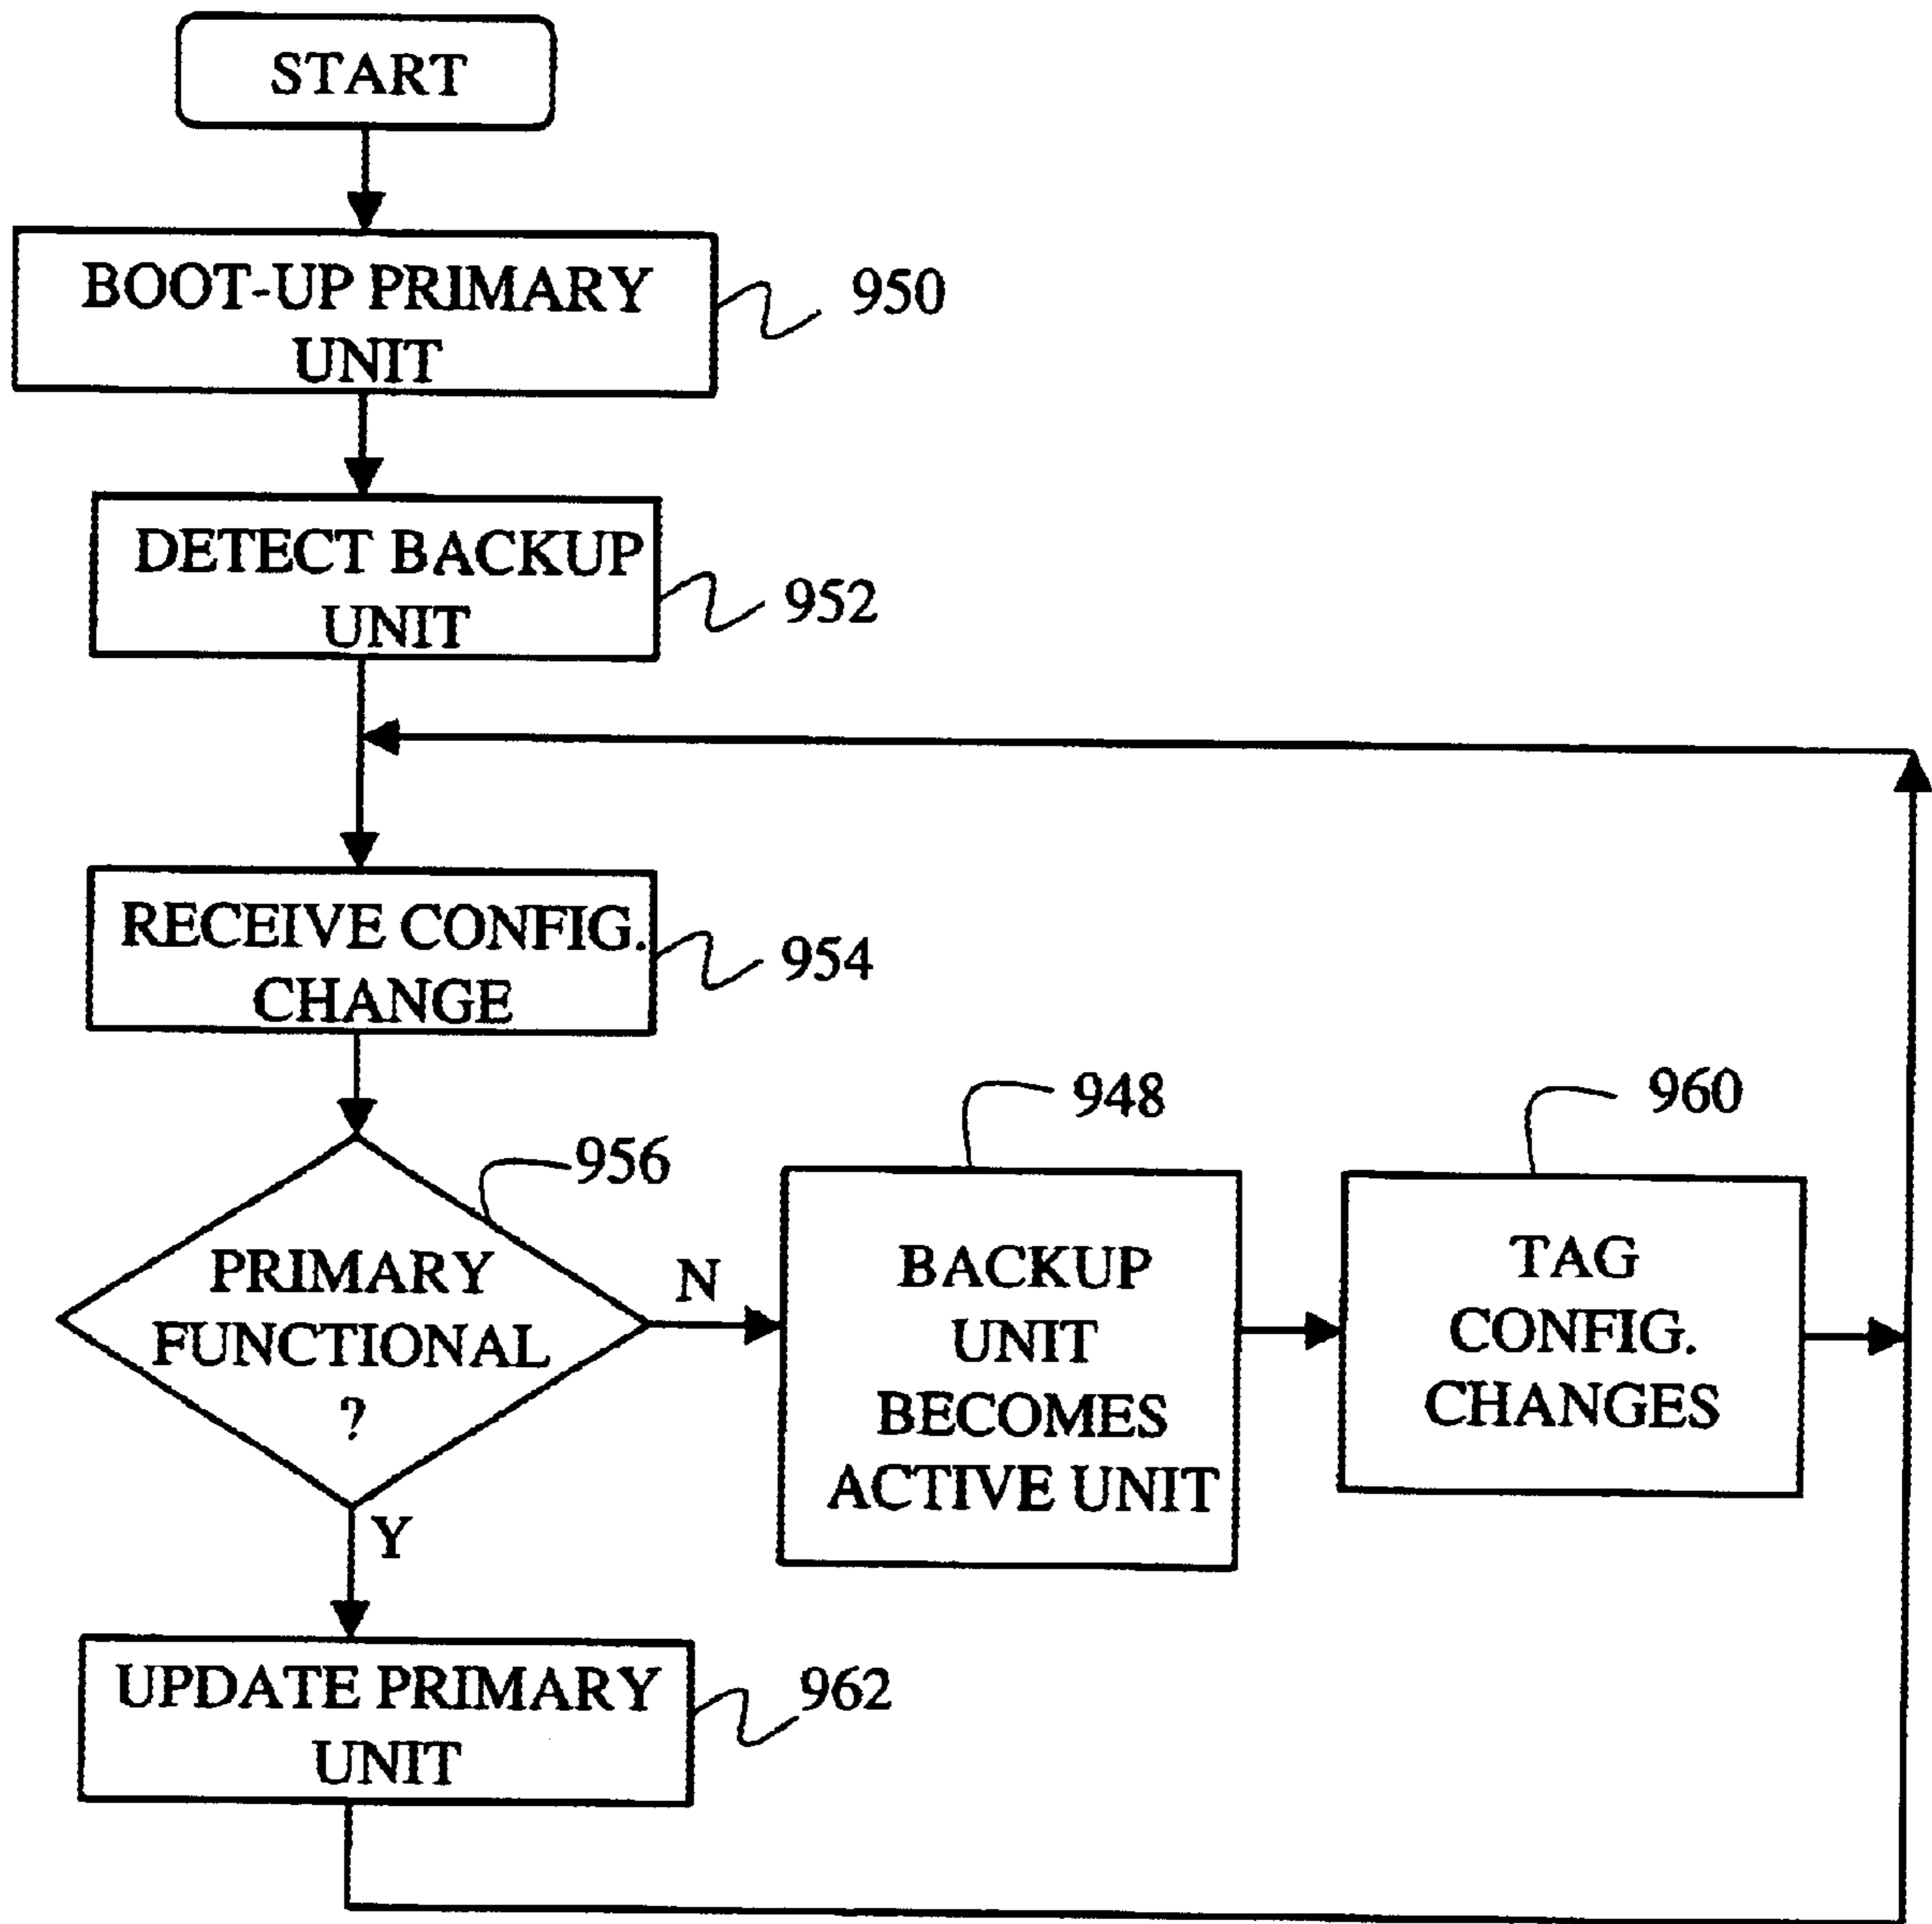 START
BOOT-UP PRIMARY
UNIT
950
DETECT BACKUP
UNIT
952
RECEIVE CONFIG.
CHANGE
954
956
PRIMARY
FUNCTIONAL
?
N
Y
948
BACKUP
UNIT
BECOMES
ACTIVE UNIT
960
TAG
CONFIG.
CHANGES
UPDATE PRIMARY
UNIT
962